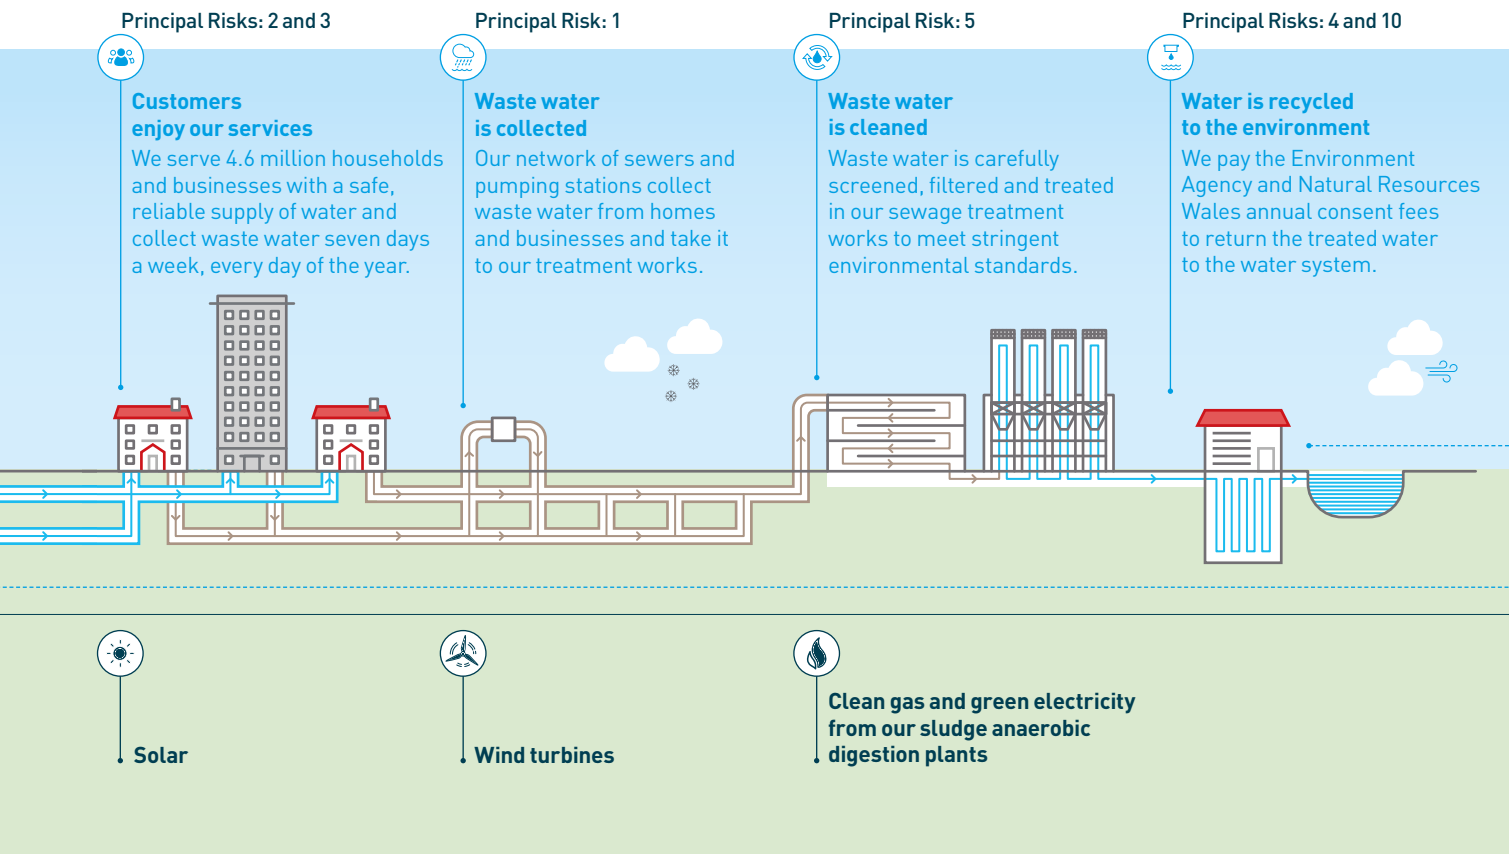 Principal Risks: 2 and 3
Customers
enjoy our services
We serve 4.6 million households
and businesses with a safe,
reliable supply of water and
collect waste water seven days
a week, every day of the year.
Principal Risk: 1
Waste water
is collected
Our network of sewers and
pumping stations collect
waste water from homes
and businesses and take it
to our treatment works.
Principal Risk: 5
Waste water
is cleaned
Waste water is carefully
screened, filtered and treated
in our sewage treatment
works to meet stringent
environmental standards.
Principal Risks: 4 and 10
Water is recycled
to the environment
We pay the Environment
Agency and Natural Resources
Wales annual consent fees
to return the treated water
to the water system.
Solar
Wind turbines
Clean gas and green electricity
from our sludge anaerobic
digestion plants